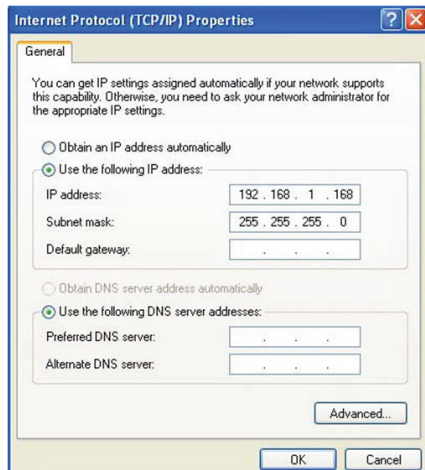 Internet Protocol (TCP/IP) Properties
General
You can get IP settings assigned automatically if your network supports
this capability. Otherwise, you need to ask your network administrator for
the appropriate IP settings.
Obtain an IP address automatically
Use the following IP address:
IP address: 192 . 168 . 1 . 168
Subnet mask: 255 . 255 . 255 . 0
Default gateway: . . .
Obtain DNS server address automatically
Use the following DNS server addresses:
Preferred DNS server: . . .
Alternate DNS server: . . .
Advanced...
OK Cancel